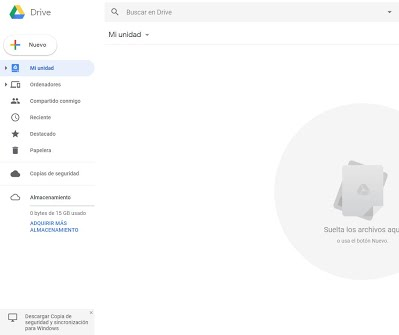 Drive
Buscar en Drive
Nuevo
Mi unidad
Mi unidad
Ordenadores
Compartido conmigo
Reciente
Destacado
Papelera
Copias de seguridad
Almacenamiento
0 bytes de 15 GB usado
ADQUIRIR MÁS
ALMACENAMIENTO
Suelta los archivos aqu
o usa el botón Nuevo.
Descargar Copia de
seguridad y sincronización
para Windows
x